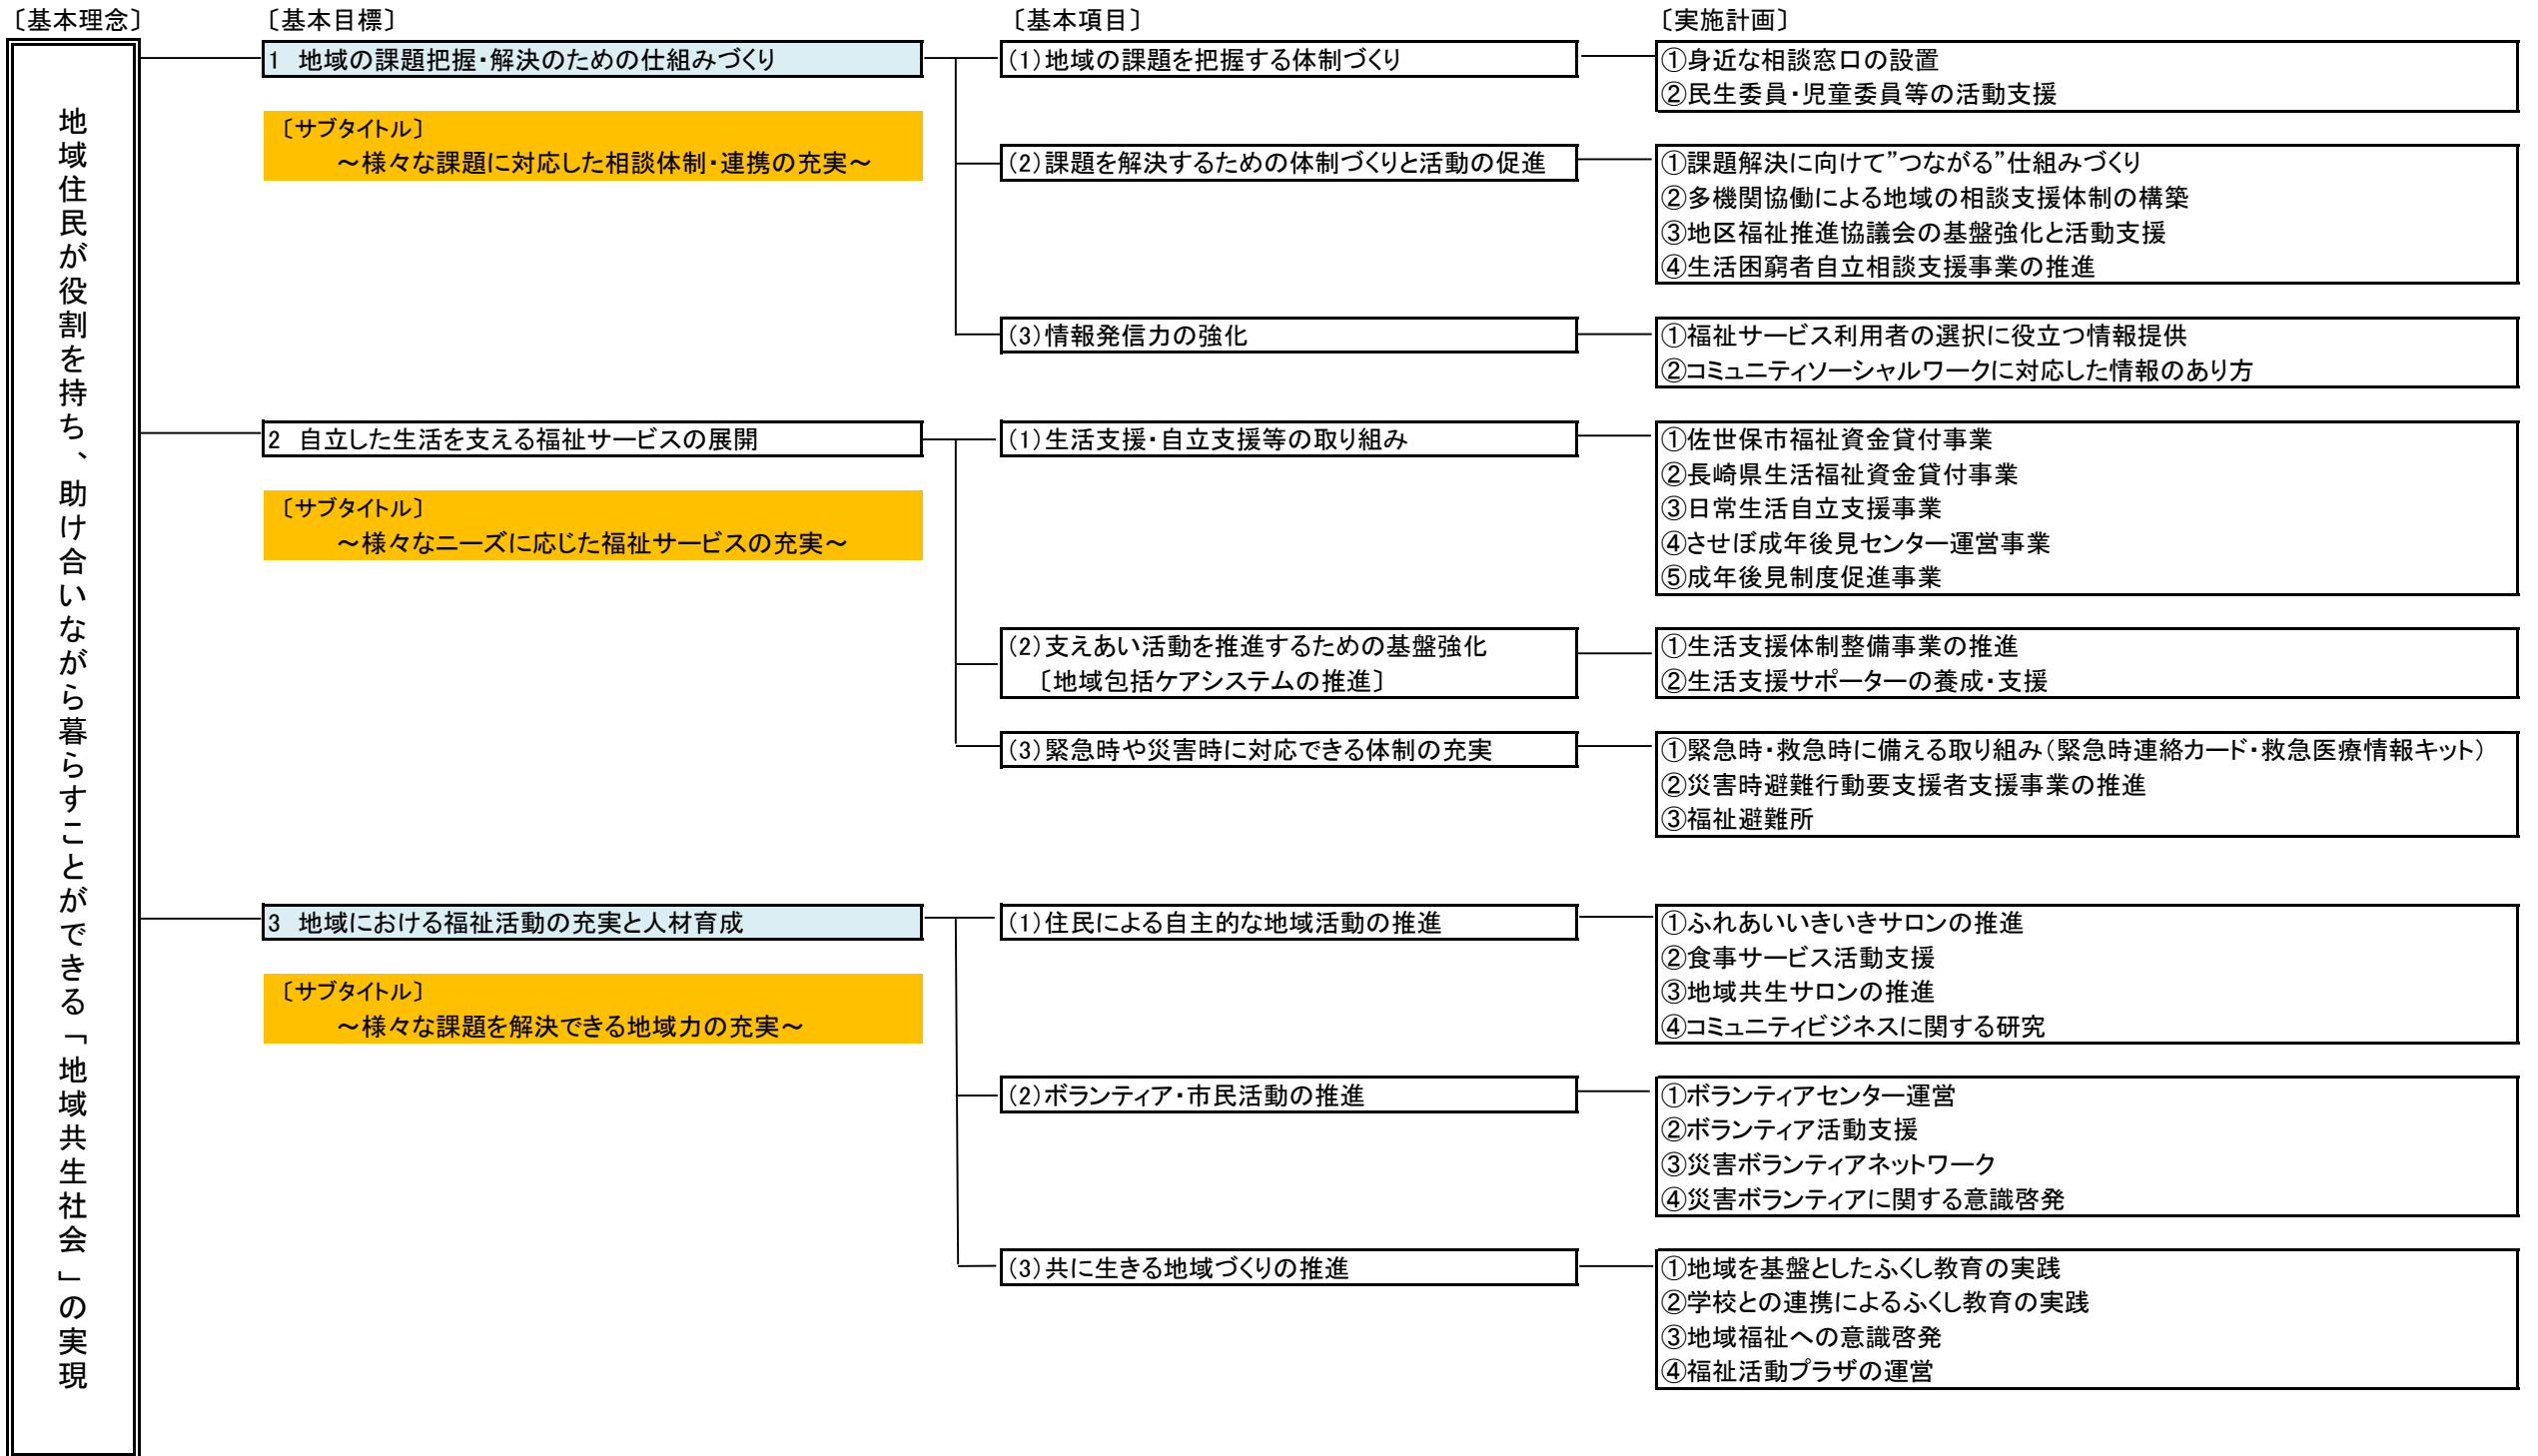 〔基本理念〕
〔基本目標〕
〔基本項目〕
〔実施計画〕
地域住民が役割を持ち、助け合いながら暮らすことができる「地域共生社会」の実現
1 地域の課題把握・解決のための仕組みづくり
〔サブタイトル〕
～様々な課題に対応した相談体制・連携の充実～
(1)地域の課題を把握する体制づくり
①身近な相談窓口の設置
②民生委員・児童委員等の活動支援
(2)課題を解決するための体制づくりと活動の促進
①課題解決に向けて”つながる”仕組みづくり
②多機関協働による地域の相談支援体制の構築
③地区福祉推進協議会の基盤強化と活動支援
④生活困窮者自立相談支援事業の推進
(3)情報発信力の強化
①福祉サービス利用者の選択に役立つ情報提供
②コミュニティソーシャルワークに対応した情報のあり方
2 自立した生活を支える福祉サービスの展開
〔サブタイトル〕
～様々なニーズに応じた福祉サービスの充実～
(1)生活支援・自立支援等の取り組み
①佐世保市福祉資金貸付事業
②長崎県生活福祉資金貸付事業
③日常生活自立支援事業
④させぼ成年後見センター運営事業
⑤成年後見制度促進事業
(2)支えあい活動を推進するための基盤強化
〔地域包括ケアシステムの推進〕
①生活支援体制整備事業の推進
②生活支援サポーターの養成・支援
(3)緊急時や災害時に対応できる体制の充実
①緊急時・救急時に備える取り組み（緊急時連絡カード・救急医療情報キット）
②災害時避難行動要支援者支援事業の推進
③福祉避難所
3 地域における福祉活動の充実と人材育成
〔サブタイトル〕
～様々な課題を解決できる地域力の充実～
(1)住民による自主的な地域活動の推進
①ふれあいいきいきサロンの推進
②食事サービス活動支援
③地域共生サロンの推進
④コミュニティビジネスに関する研究
(2)ボランティア・市民活動の推進
①ボランティアセンター運営
②ボランティア活動支援
③災害ボランティアネットワーク
④災害ボランティアに関する意識啓発
(3)共に生きる地域づくりの推進
①地域を基盤としたふくし教育の実践
②学校との連携によるふくし教育の実践
③地域福祉への意識啓発
④福祉活動プラザの運営